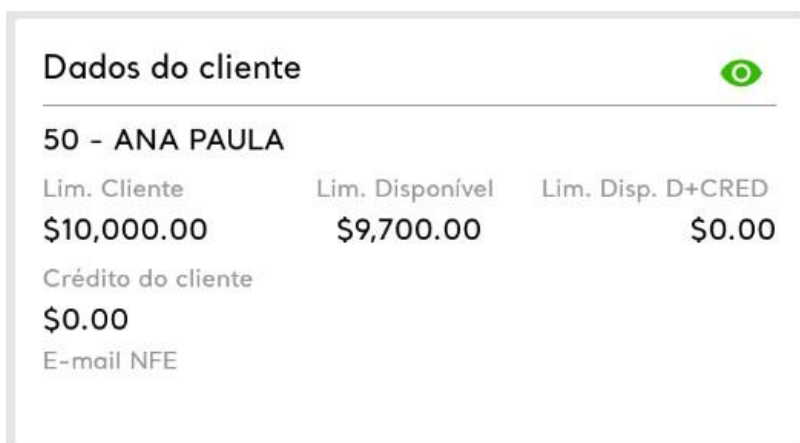 Dados do cliente
50 - ANA PAULA
Lim. Cliente Lim. Disponível Lim. Disp. D+CRED
$10,000.00 $9,700.00 $0.00
Crédito do cliente
$0.00
E-mail NFE